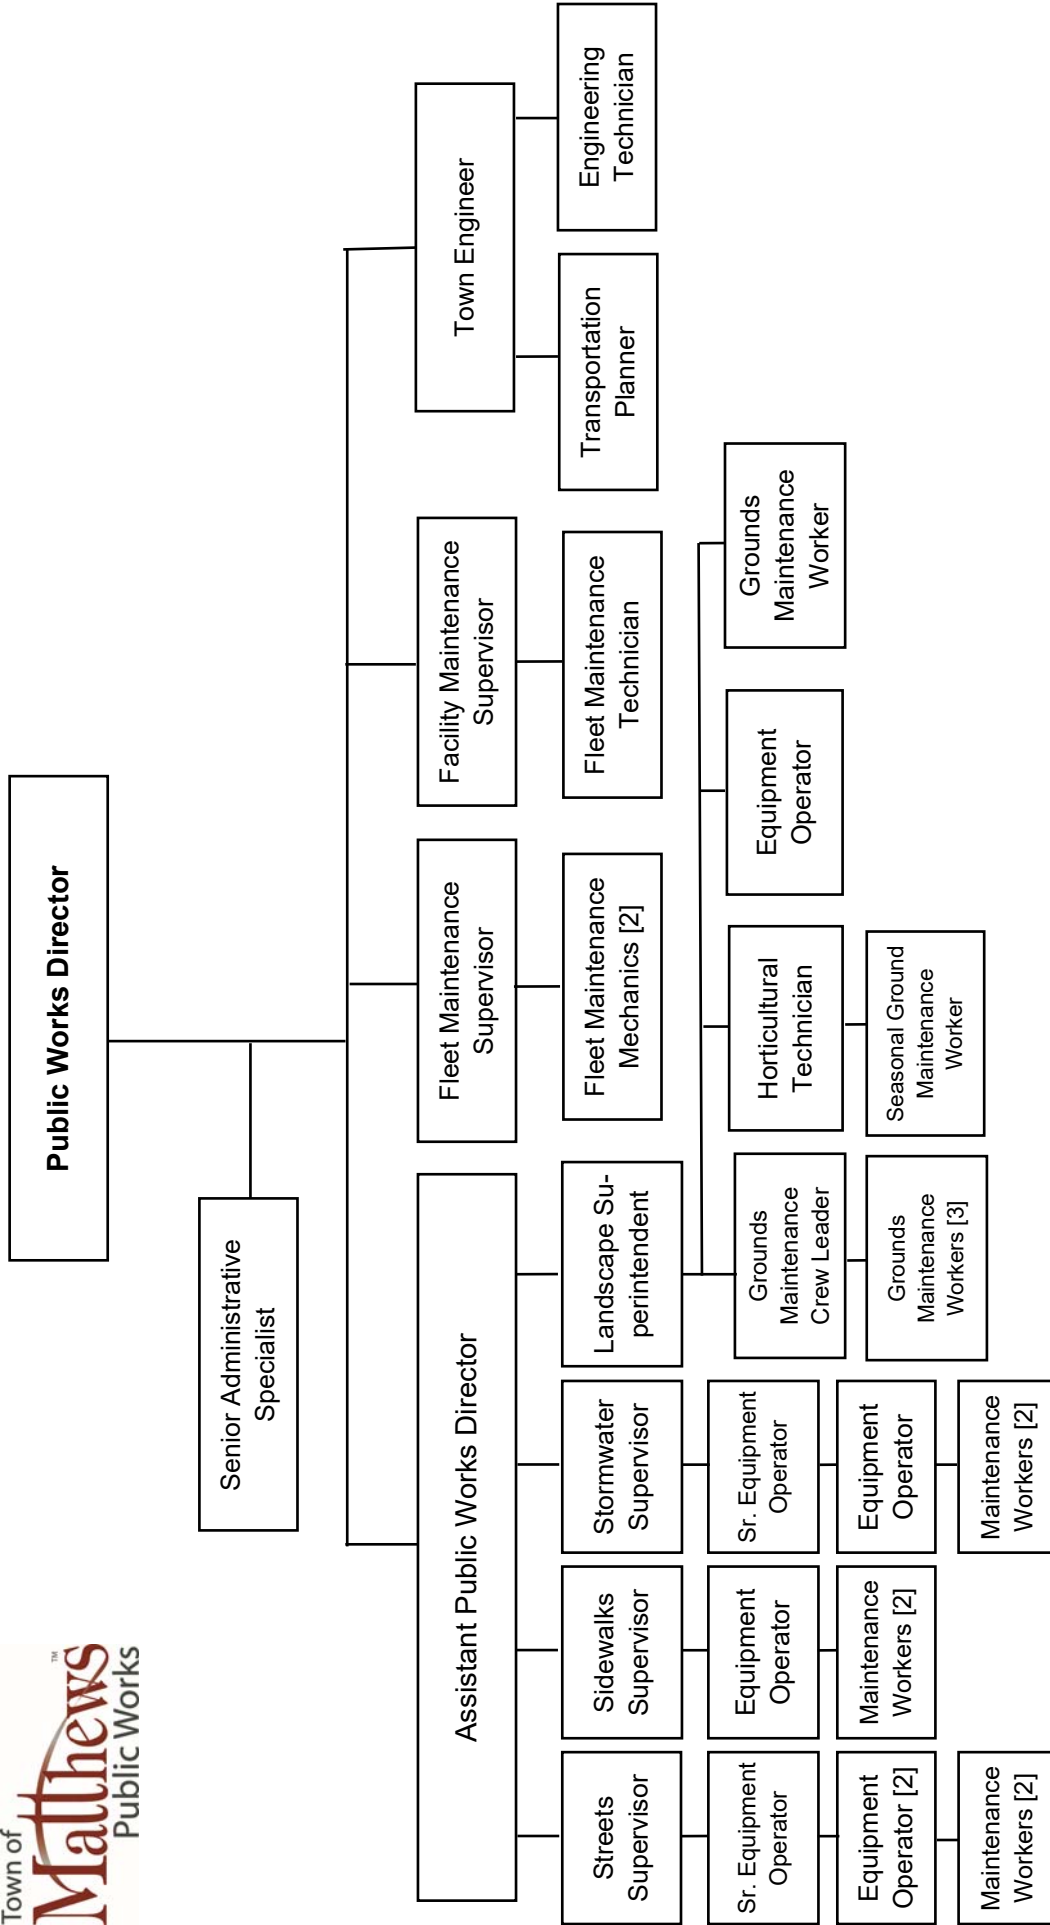 Town of
Matthews™
Public Works
Public Works Director
Senior Administrative
Specialist
Assistant Public Works Director
Fleet Maintenance
Supervisor
Facility Maintenance
Supervisor
Town Engineer
Streets
Supervisor
Sidewalks
Supervisor
Stormwater
Supervisor
Landscape Su-
perintendent
Fleet Maintenance
Mechanics [2]
Fleet Maintenance
Technician
Transportation
Planner
Engineering
Technician
Sr. Equipment
Operator
Equipment
Operator
Sr. Equipment
Operator
Grounds
Maintenance
Crew Leader
Horticultural
Technician
Equipment
Operator
Grounds
Maintenance
Worker
Equipment
Operator [2]
Maintenance
Workers [2]
Equipment
Operator
Grounds
Maintenance
Workers [3]
Seasonal Ground
Maintenance
Worker
Maintenance
Workers [2]
Maintenance
Workers [2]